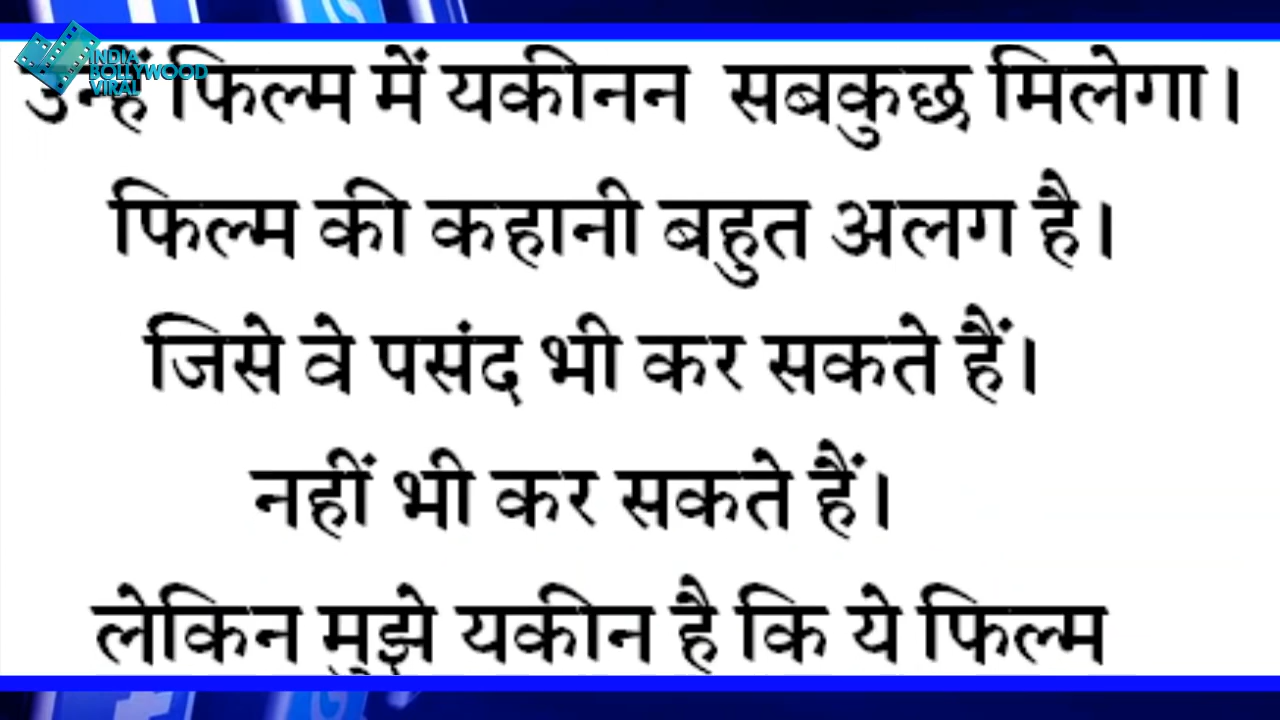 INDIA
BOLLYWOOD
VIRAL
उन्हें फिल्म में यकीनन सबकुछ मिलेगा।
फिल्म की कहानी बहुत अलग है।
जिसे वे पसंद भी कर सकते हैं।
नहीं भी कर सकते हैं।
लेकिन मुझे यकीन है कि ये फिल्म